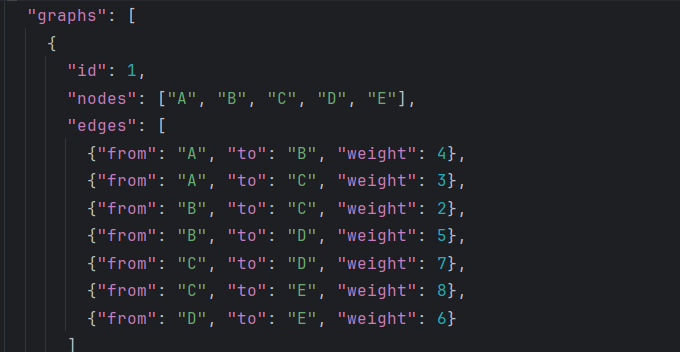 "graphs": [
{
"id": 1,
"nodes": ["A", "B", "C", "D", "E"],
"edges": [
{"from": "A", "to": "B", "weight": 4},
{"from": "A", "to": "C", "weight": 3},
{"from": "B", "to": "C", "weight": 2},
{"from": "B", "to": "D", "weight": 5},
{"from": "C", "to": "D", "weight": 7},
{"from": "C", "to": "E", "weight": 8},
{"from": "D", "to": "E", "weight": 6}
]